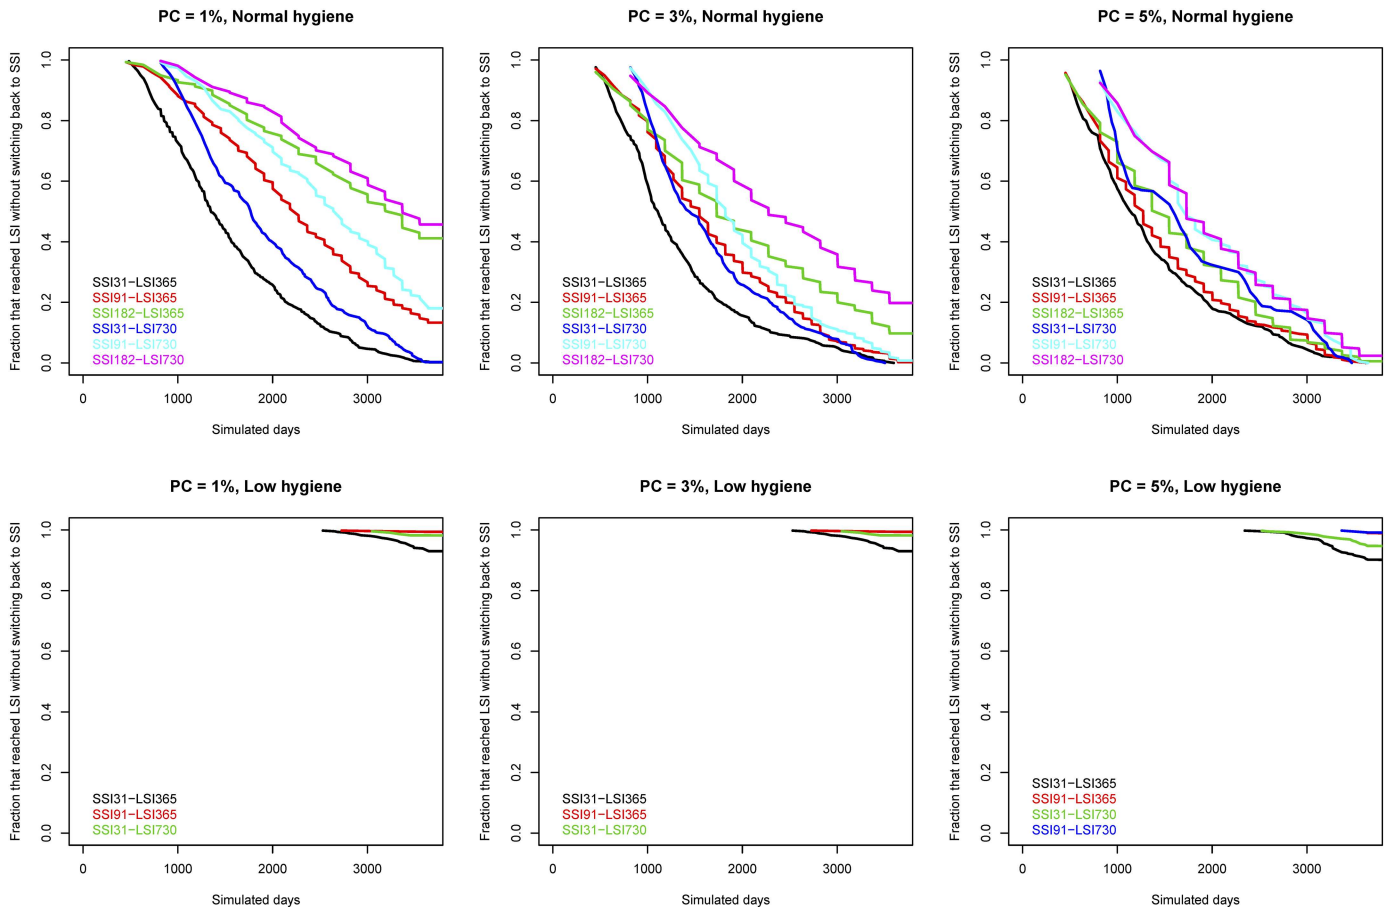 PC = 1%, Normal hygiene
Fraction that reached LSI without switching back to SSI
1.0
0.8
0.6
0.4
0.2
0.0
SSI31−LSI365
SSI91−LSI365
SSI182−LSI365
SSI31−LSI730
SSI91−LSI730
SSI182−LSI730
0 1000 2000 3000
Simulated days
PC = 3%, Normal hygiene
Fraction that reached LSI without switching back to SSI
1.0
0.8
0.6
0.4
0.2
0.0
SSI31−LSI365
SSI91−LSI365
SSI182−LSI365
SSI31−LSI730
SSI91−LSI730
SSI182−LSI730
0 1000 2000 3000
Simulated days
PC = 5%, Normal hygiene
Fraction that reached LSI without switching back to SSI
1.0
0.8
0.6
0.4
0.2
0.0
SSI31−LSI365
SSI91−LSI365
SSI182−LSI365
SSI31−LSI730
SSI91−LSI730
SSI182−LSI730
0 1000 2000 3000
Simulated days
PC = 1%, Low hygiene
Fraction that reached LSI without switching back to SSI
1.0
0.8
0.6
0.4
0.2
0.0
SSI31−LSI365
SSI91−LSI365
SSI31−LSI730
0 1000 2000 3000
Simulated days
PC = 3%, Low hygiene
Fraction that reached LSI without switching back to SSI
1.0
0.8
0.6
0.4
0.2
0.0
SSI31−LSI365
SSI91−LSI365
SSI31−LSI730
0 1000 2000 3000
Simulated days
PC = 5%, Low hygiene
Fraction that reached LSI without switching back to SSI
1.0
0.8
0.6
0.4
0.2
0.0
SSI31−LSI365
SSI91−LSI365
SSI31−LSI730
SSI91−LSI730
0 1000 2000 3000
Simulated days